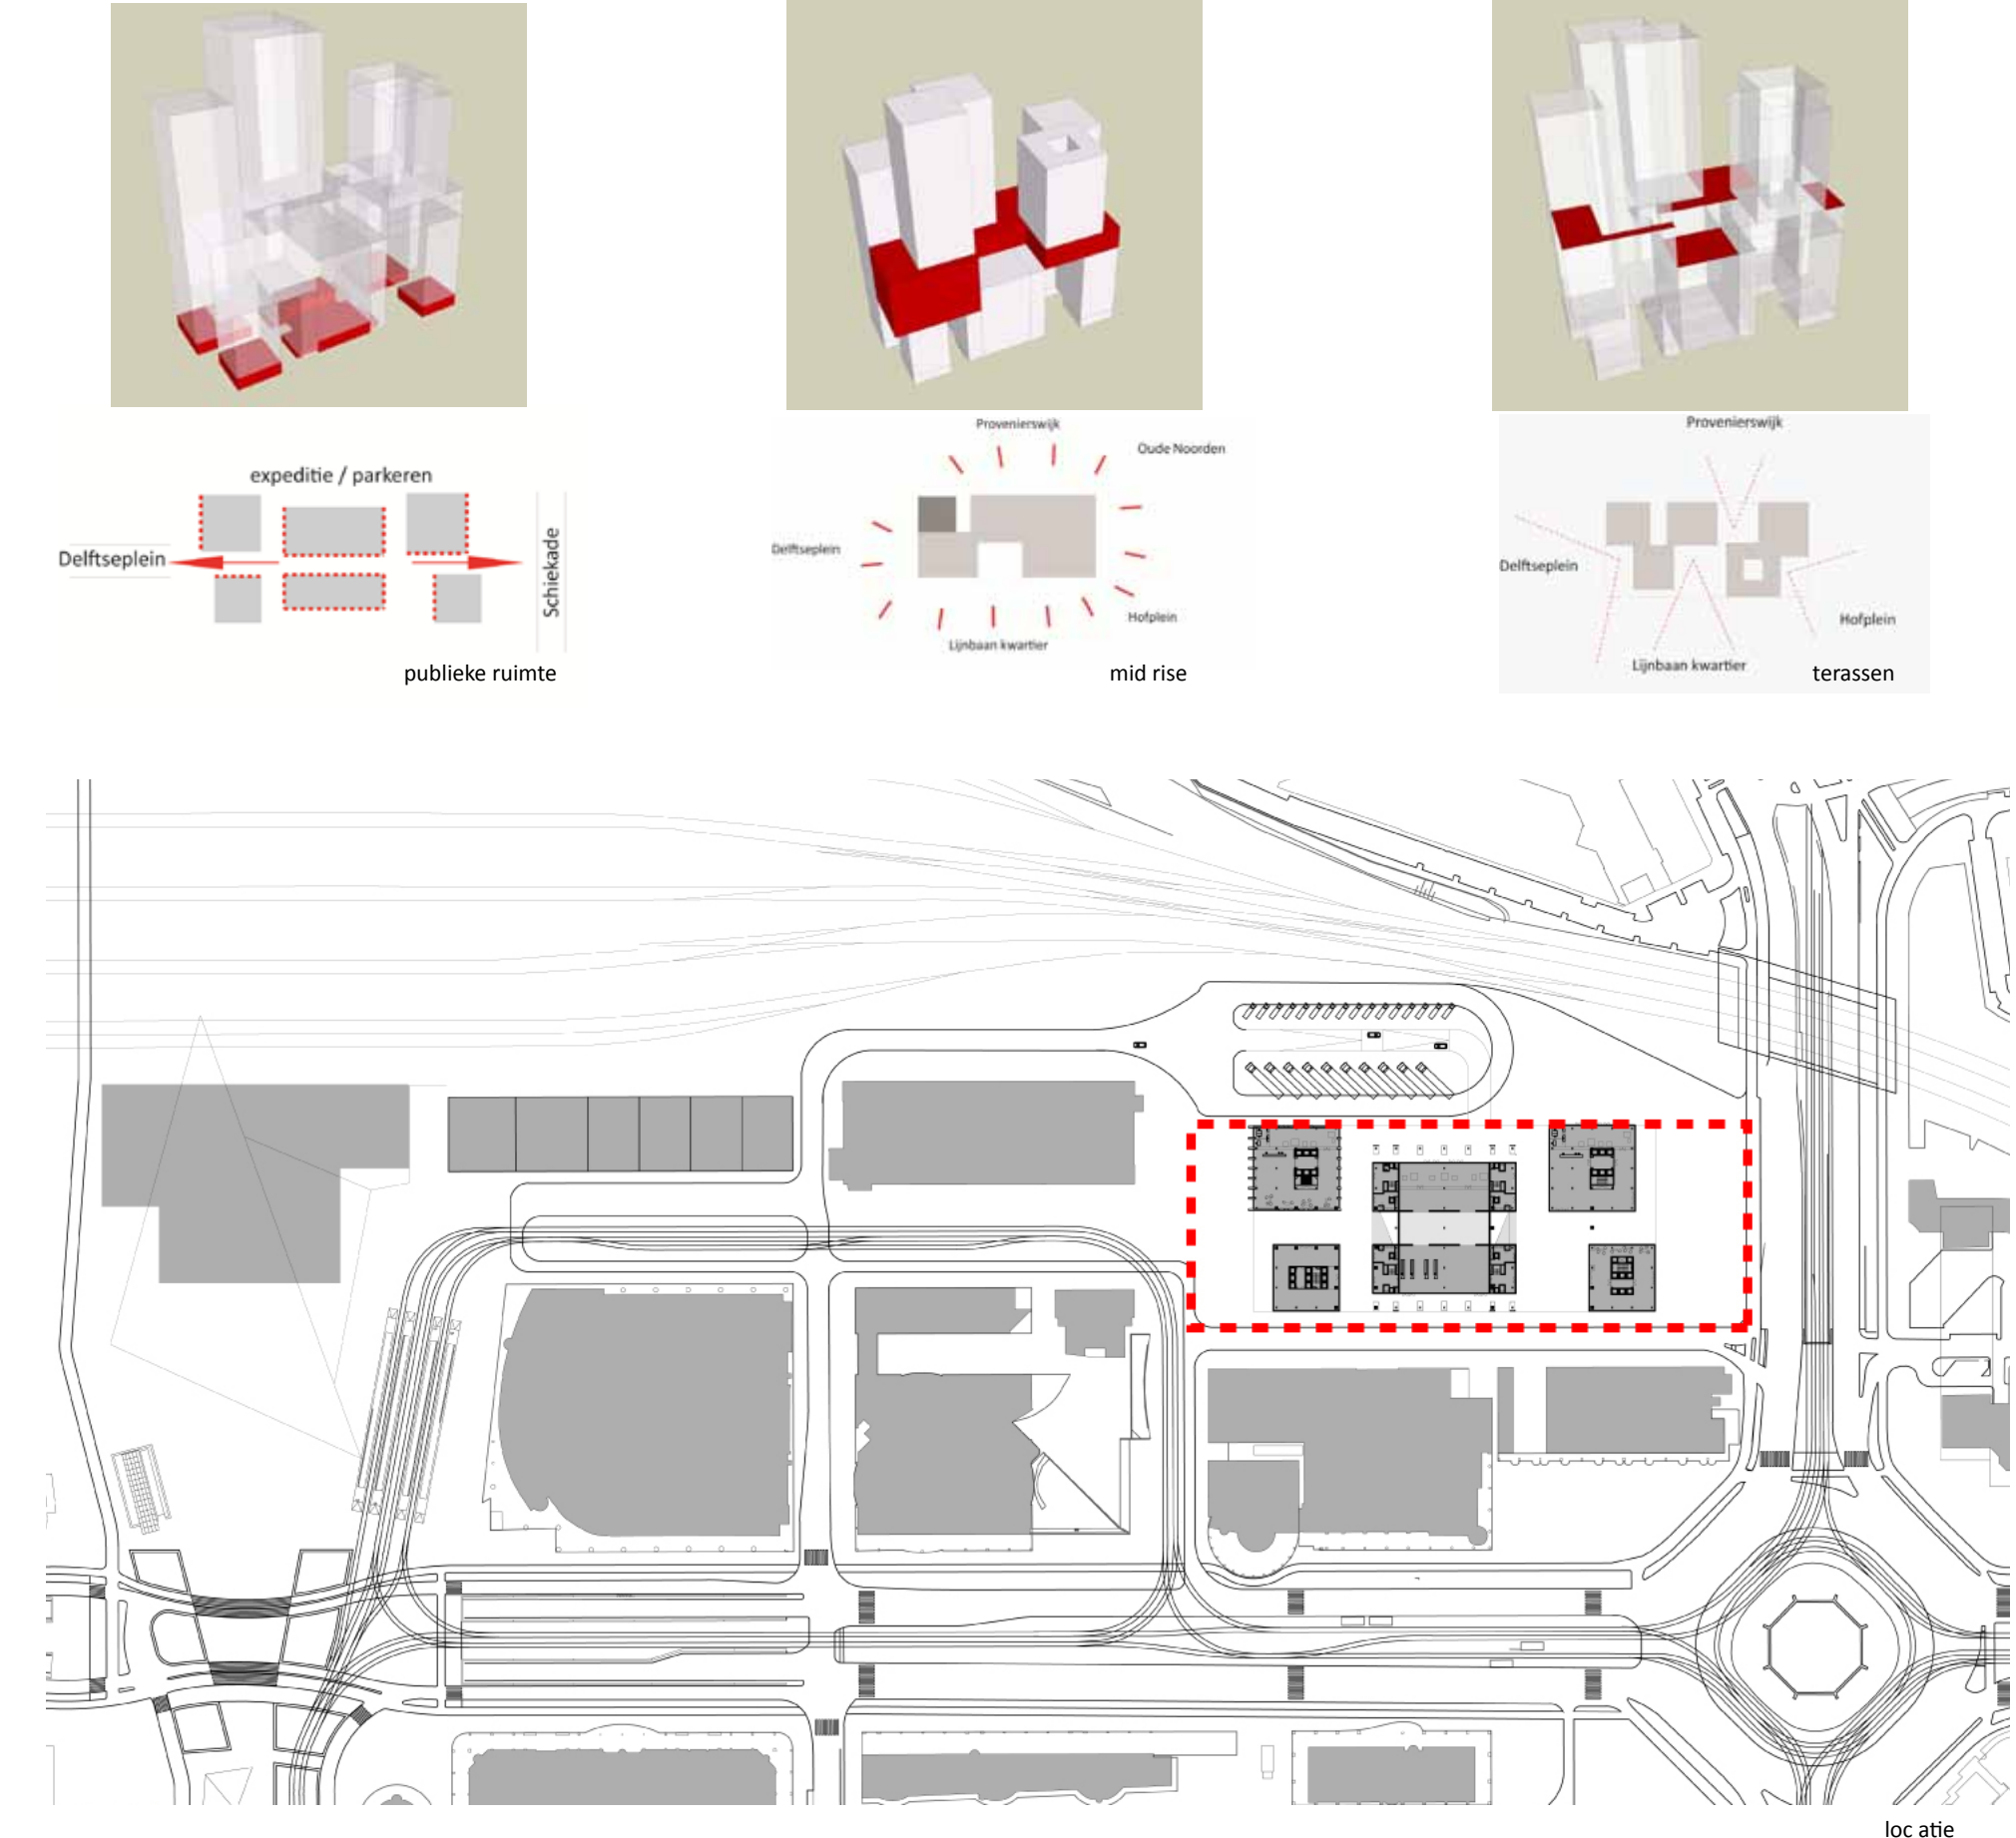 expeditie / parkeren
Delftseplein
Schiekade
publieke ruimte
Provenierswijk
Oude Noorden
Delftseplein
Hofplein
Lijnbaan kwartier
mid rise
Provenierswijk
Delftseplein
Hofplein
Lijnbaan kwartier
terassen
loc atie